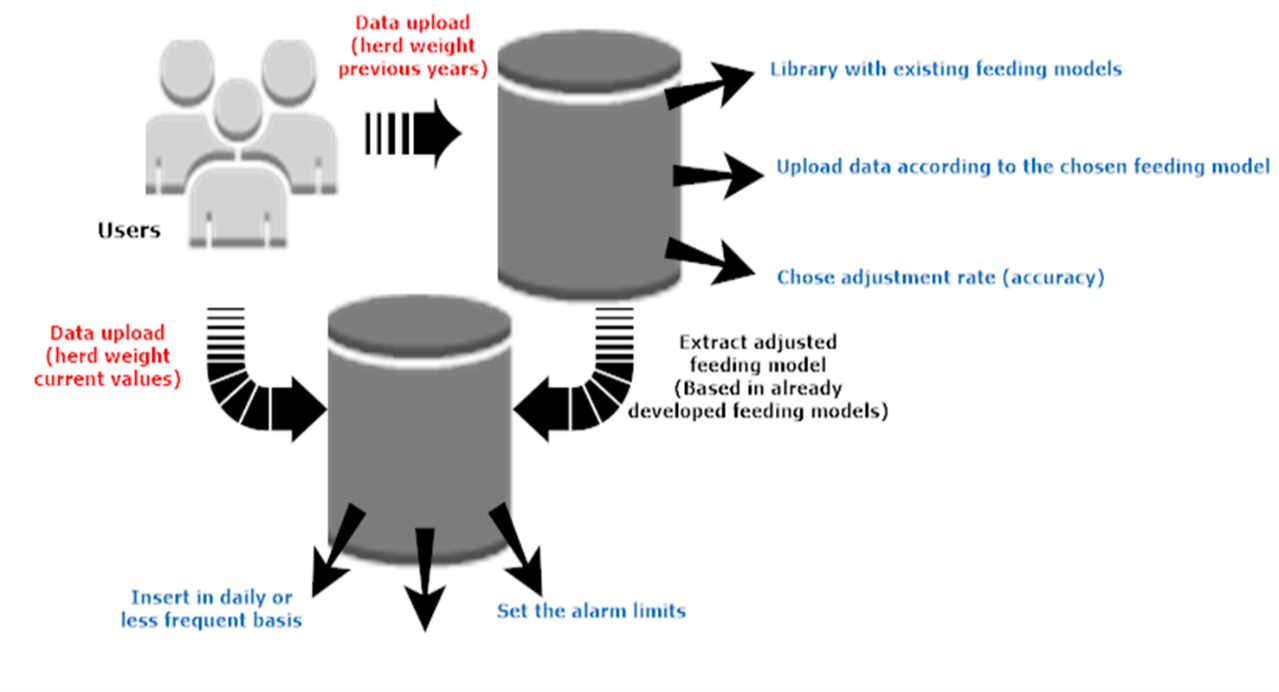 Data upload
(herd weight
previous years)
Library with existing feeding models
Upload data according to the chosen feeding model
Users
Chose adjustment rate (accuracy)
Data upload
(herd weight
current values)
Extract adjusted
feeding model
(Based in already
developed feeding models)
Insert in daily or
less frequent basis
Set the alarm limits